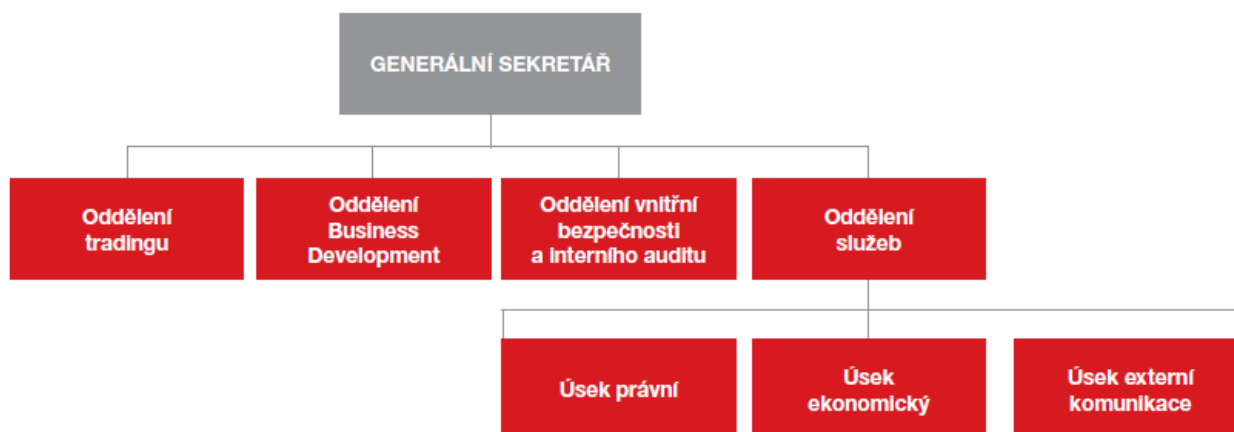 GENERÁLNÍ SEKRETÁŘ
Oddělení
tradingu
Oddělení
Business
Development
Oddělení vnitřní
bezpečnosti
a interního auditu
Oddělení
služeb
Úsek právní
Úsek
ekonomický
Úsek externí
komunikace